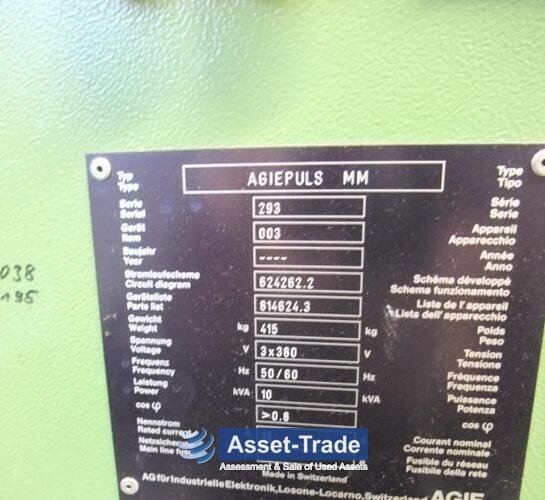 Typ
Type
AGIEPULS MM
Type
Tipo
Serie
Serial
293
Série
Serie
Gerät
Item
003
Appareil
Apparecchio
Baujahr
Year
----
Année
Anno
Stromlaufschema
Circuit diagram
624262.2
Schéma développé
Schema funzionamento
Geräteliste
Parts list
614624.3
Liste de l'appareil
Lista dell'apparecchio
Gewicht
Weight
kg 415 kg
Poids
Peso
Spannung
Voltage
V 3x380 V
Tension
Tensione
Frequenz
Frequency
Hz 50/60 Hz
Fréquence
Frequenza
Leistung
Power
kVA 10 kVA
Puissance
Potenza
cos φ >0.8 cos φ
Nennstrom
Rated current
Courant nominal
Corrente nominale
Netzsicherung
Main line fuse
Fusible du réseau
Fusibile della rete
Made in Switzerland
AG für Industrielle Elektronik, Losone-Locarno, Switzerland AGIE
038
195
Asset-Trade
Assessment & Sale of Used Assets